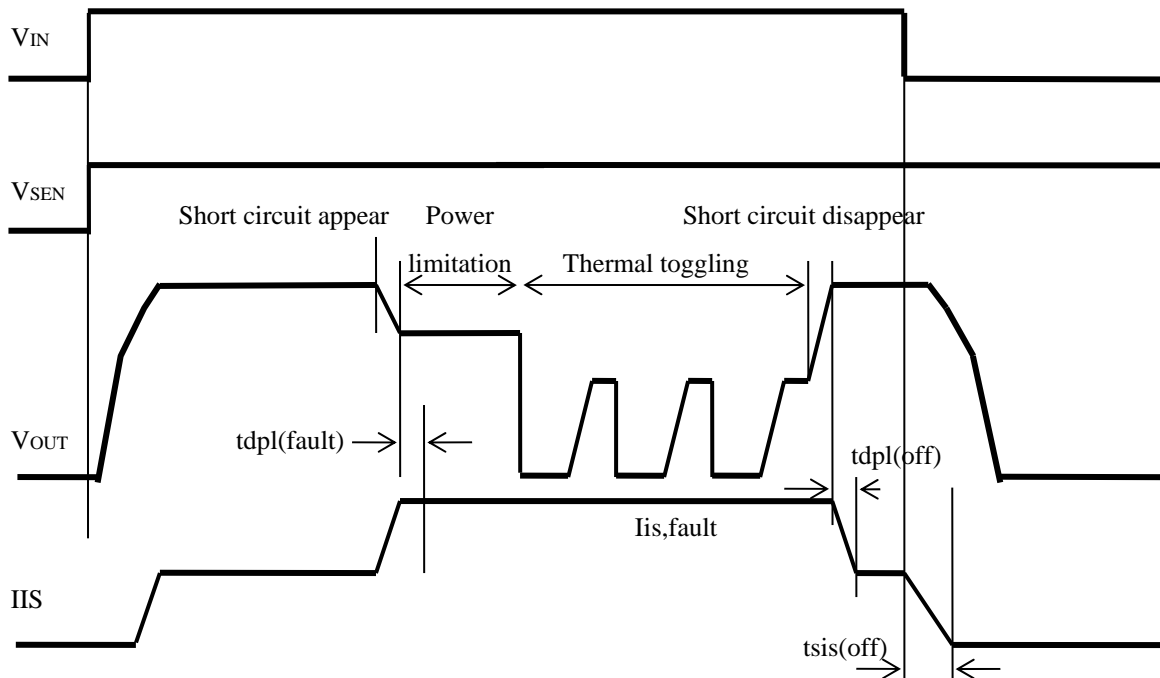 VIN
VSEN
Short circuit appear
Power
limitation
Short circuit disappear
Thermal toggling
VOUT
tdpl(fault)
tdpl(off)
Iis,fault
IIS
tsis(off)